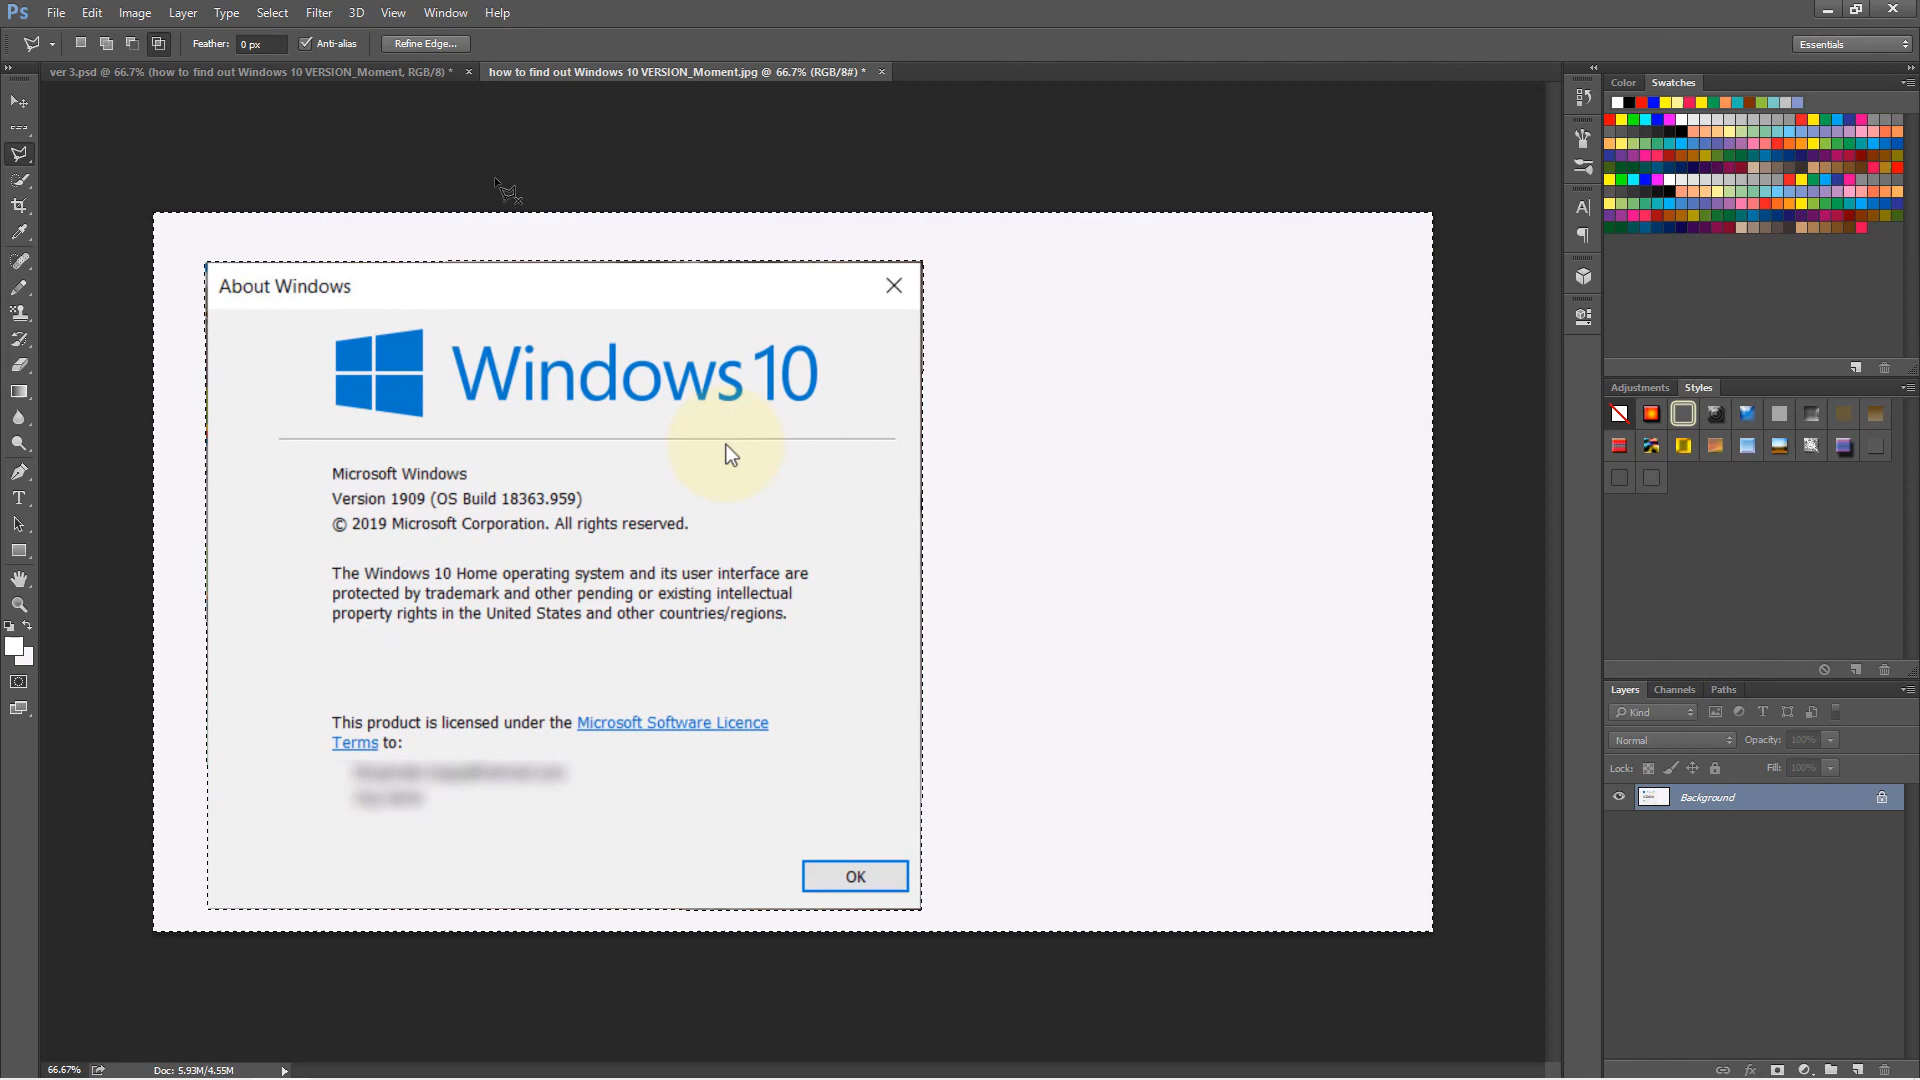 Ps File Edit Image Layer Type Select Filter 3D View Window Help
Feather: 0 px Anti-alias Refine Edge... Essentials
ver 3.psd @ 66.7% (how to find out Windows 10 VERSION_Moment, RGB/8) * × how to find out Windows 10 VERSION_Moment.jpg @ 66.7% (RGB/8#) * ×
Color Swatches
About Windows
Windows 10
Microsoft Windows
Version 1909 (OS Build 18363.959)
© 2019 Microsoft Corporation. All rights reserved.
The Windows 10 Home operating system and its user interface are
protected by trademark and other pending or existing intellectual
property rights in the United States and other countries/regions.
This product is licensed under the Microsoft Software Licence
Terms to:
OK
Adjustments Styles
Layers Channels Paths
Kind
Normal Opacity: 100%
Lock: Fill: 100%
Background
66.67% Doc: 5.93M/4.55M